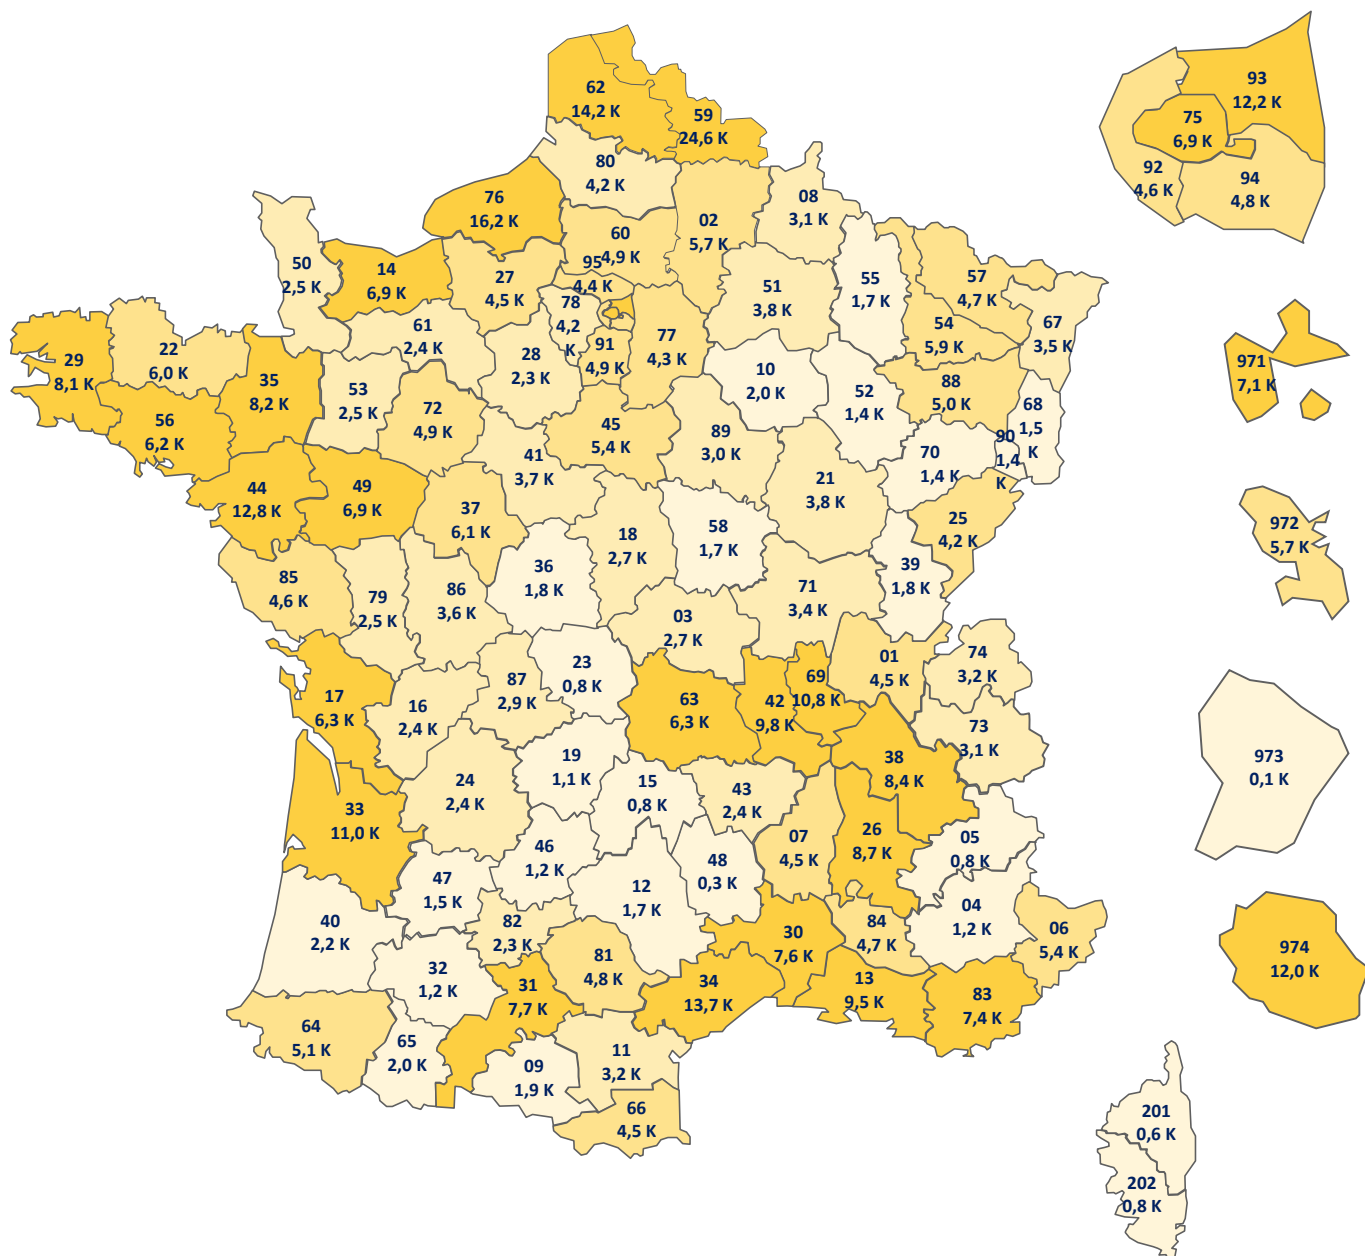 62
14,2 K
59
24,6 K
80
4,2 K
76
16,2 K
02
5,7 K
08
3,1 K
60
4,9 K
95
4,4 K
50
2,5 K
14
6,9 K
27
4,5 K
78
4,2
K
91
4,9 K
77
4,3 K
51
3,8 K
55
1,7 K
57
4,7 K
54
5,9 K
67
3,5 K
61
2,4 K
28
2,3 K
29
8,1 K
22
6,0 K
35
8,2 K
56
6,2 K
53
2,5 K
72
4,9 K
45
5,4 K
89
3,0 K
10
2,0 K
52
1,4 K
88
5,0 K
68
1,5
K
90
1,4
K
70
1,4 K
41
3,7 K
21
3,8 K
25
4,2 K
44
12,8 K
49
6,9 K
37
6,1 K
18
2,7 K
58
1,7 K
36
1,8 K
39
1,8 K
85
4,6 K
79
2,5 K
86
3,6 K
71
3,4 K
03
2,7 K
23
0,8 K
87
2,9 K
17
6,3 K
16
2,4 K
63
6,3 K
42
9,8 K
69
10,8 K
01
4,5 K
74
3,2 K
73
3,1 K
38
8,4 K
33
11,0 K
24
2,4 K
19
1,1 K
15
0,8 K
43
2,4 K
07
4,5 K
26
8,7 K
05
0,8 K
46
1,2 K
47
1,5 K
12
1,7 K
48
0,3 K
04
1,2 K
06
5,4 K
40
2,2 K
82
2,3 K
81
4,8 K
30
7,6 K
84
4,7 K
32
1,2 K
31
7,7 K
34
13,7 K
13
9,5 K
83
7,4 K
64
5,1 K
65
2,0 K
09
1,9 K
11
3,2 K
66
4,5 K
93
12,2 K
75
6,9 K
92
4,6 K
94
4,8 K
971
7,1 K
972
5,7 K
973
0,1 K
974
12,0 K
201
0,6 K
202
0,8 K